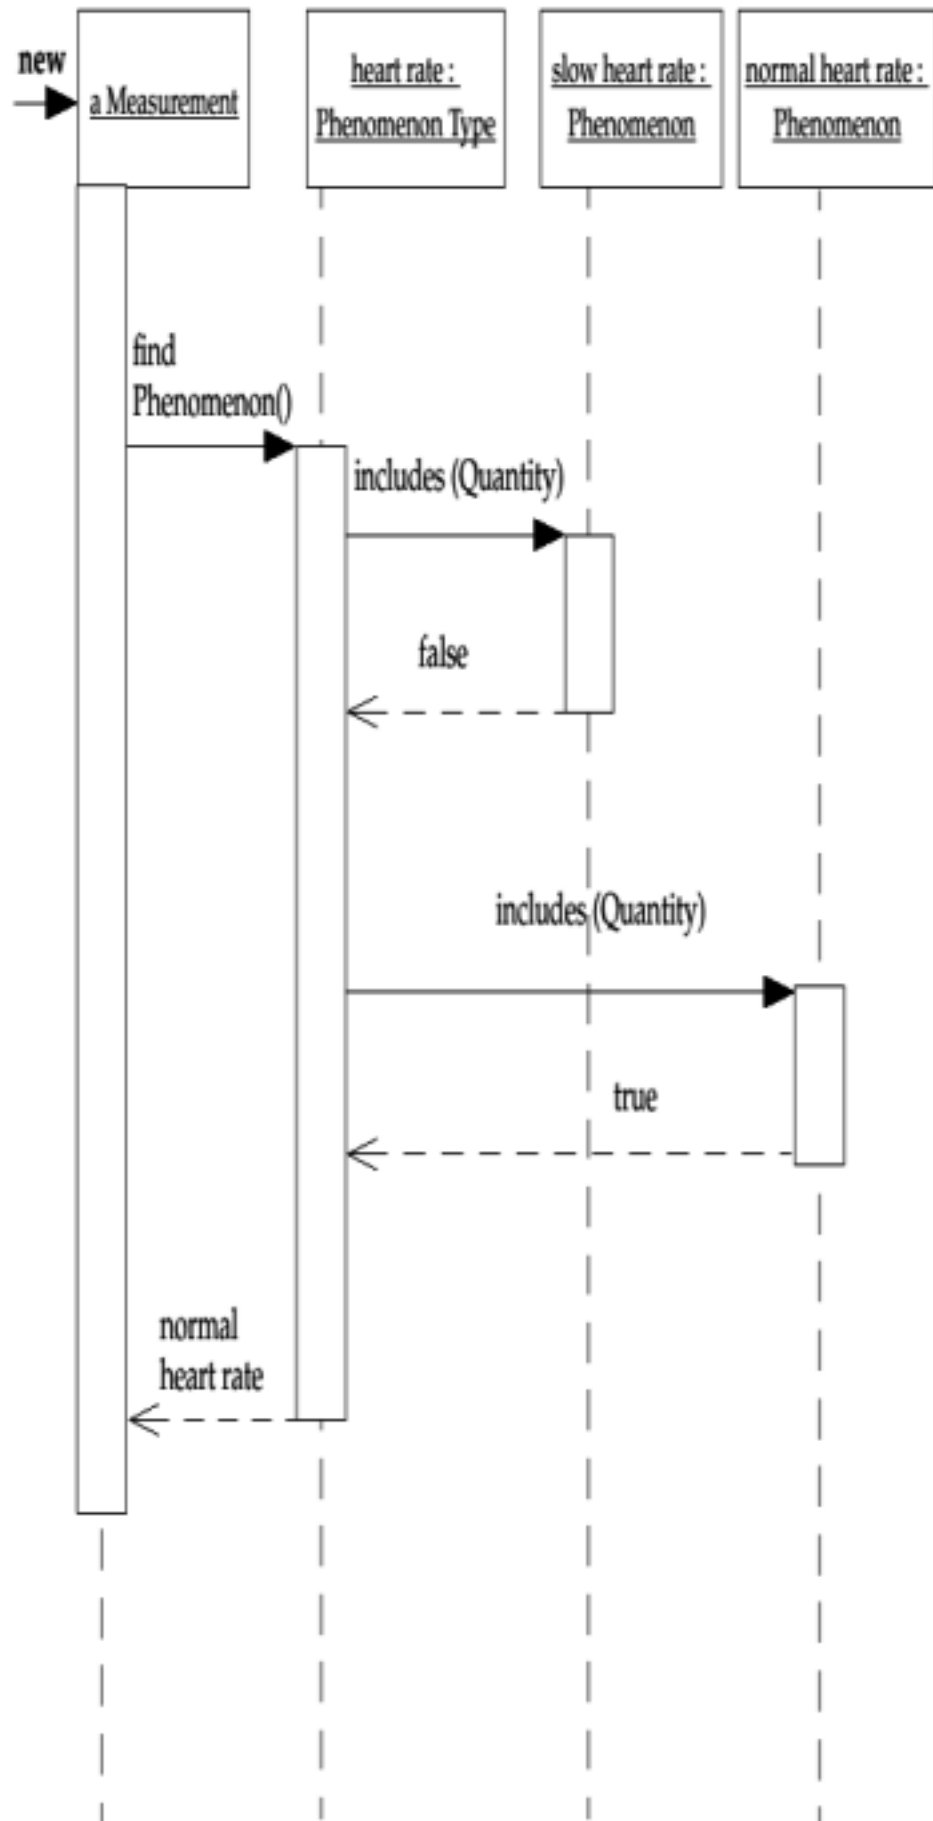 new
a Measurement
heart rate :
Phenomenon Type
slow heart rate :
Phenomenon
normal heart rate :
Phenomenon
find
Phenomenon()
includes (Quantity)
false
includes (Quantity)
true
normal
heart rate